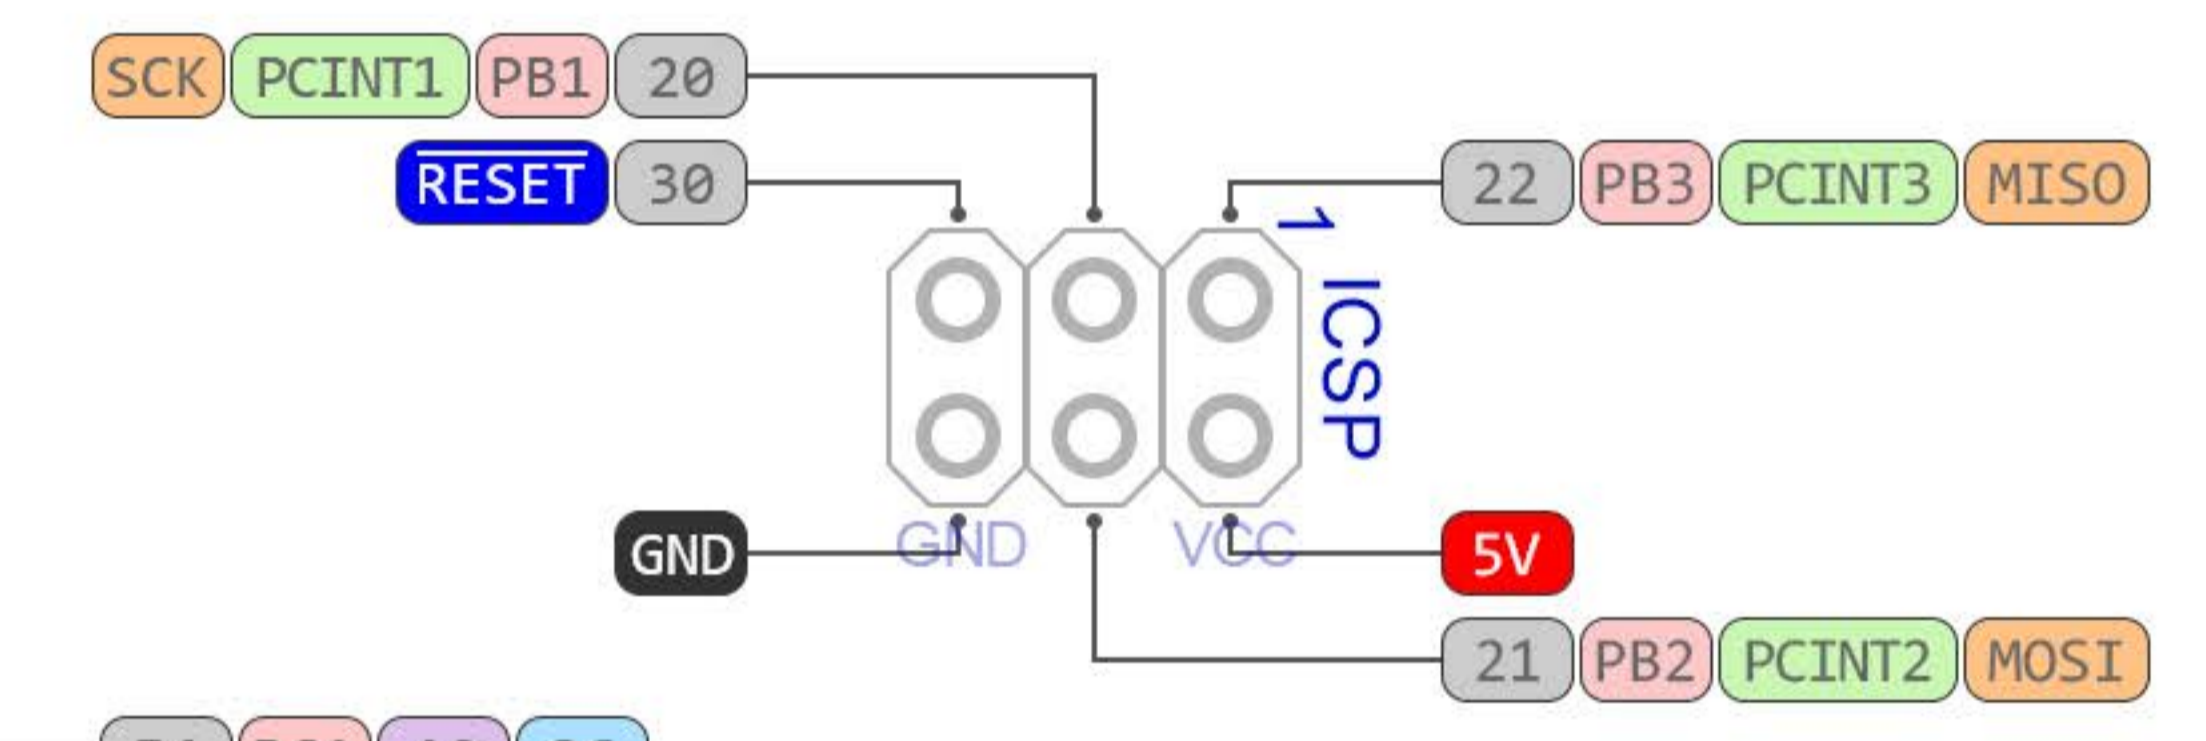 SCK PCINT1 PB1 20
RESET 30
22 PB3 PCINT3 MISO
1
ICSP
GND GND VCC 5V
21 PB2 PCINT2 MOSI